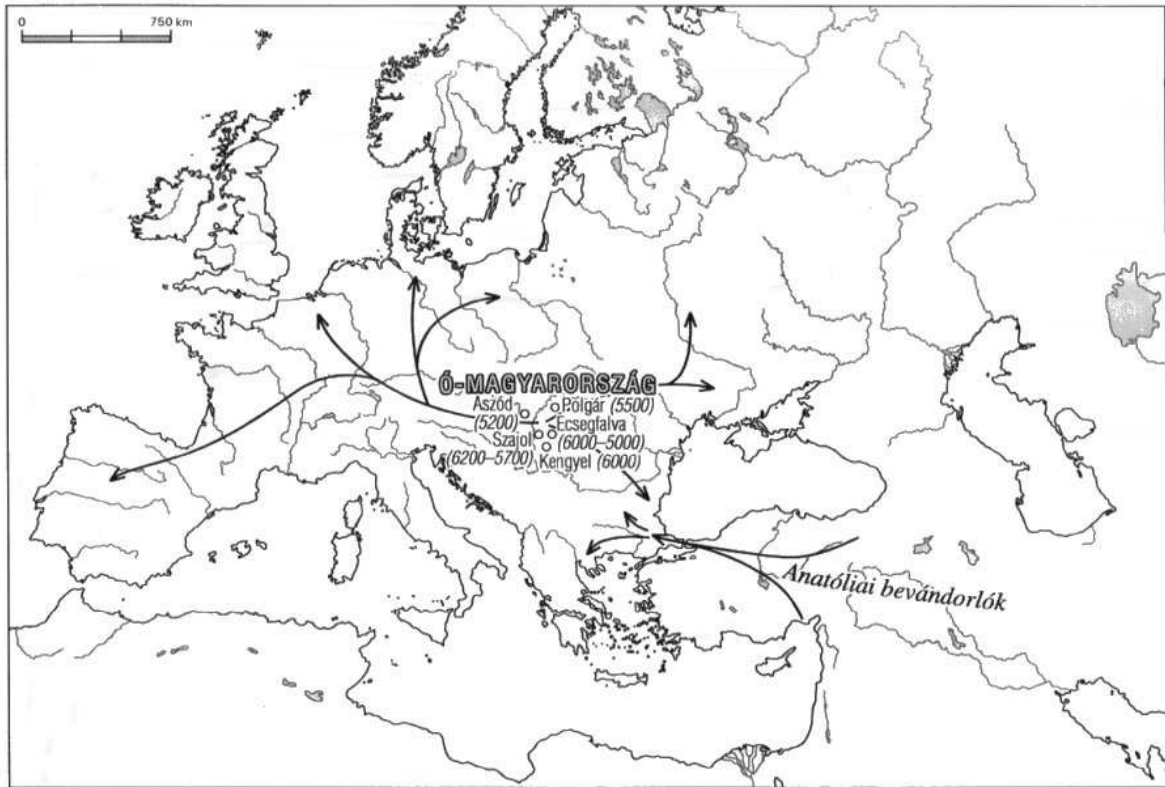 0 750 km
Ó-MAGYARORSZÁG
Aszód Polgár (5500)
(5200) Ecsegfalva
Szajol (6000–5000)
(6200–5700) Kengyel (6000)
Anatóliai bevándorlók